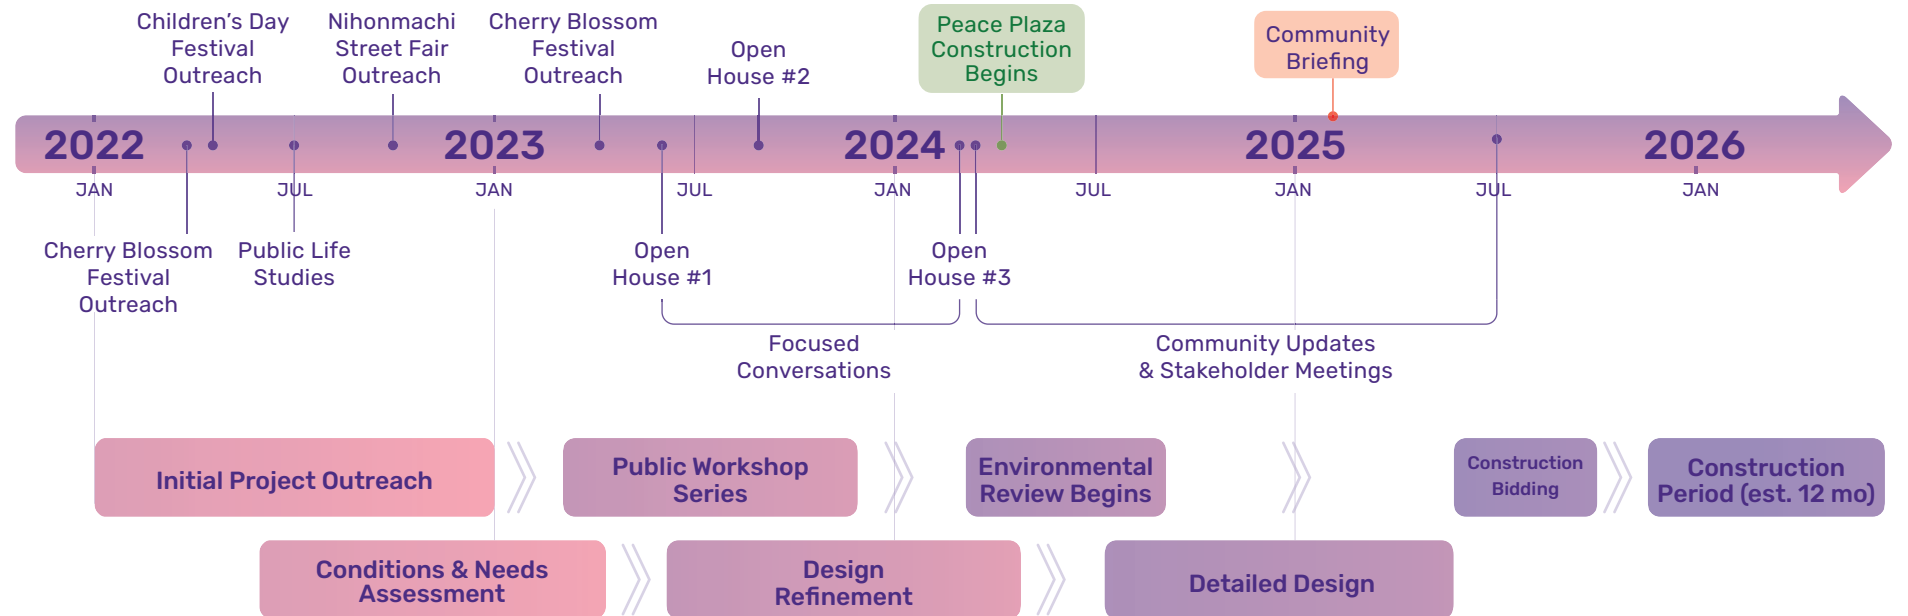 Children’s Day
Festival
Outreach
Nihonmachi
Street Fair
Outreach
Cherry Blossom
Festival
Outreach
Open
House #2
Peace Plaza
Construction
Begins
Community
Briefing
2022
2023
2024
2025
2026
JAN
JUL
JAN
JUL
JAN
JUL
JAN
JUL
JAN
Cherry Blossom
Festival
Outreach
Public Life
Studies
Open
House #1
Open
House #3
Focused
Conversations
Community Updates
& Stakeholder Meetings
Initial Project Outreach
Public Workshop
Series
Environmental
Review Begins
Construction
Bidding
Construction
Period (est. 12 mo)
Conditions & Needs
Assessment
Design
Refinement
Detailed Design